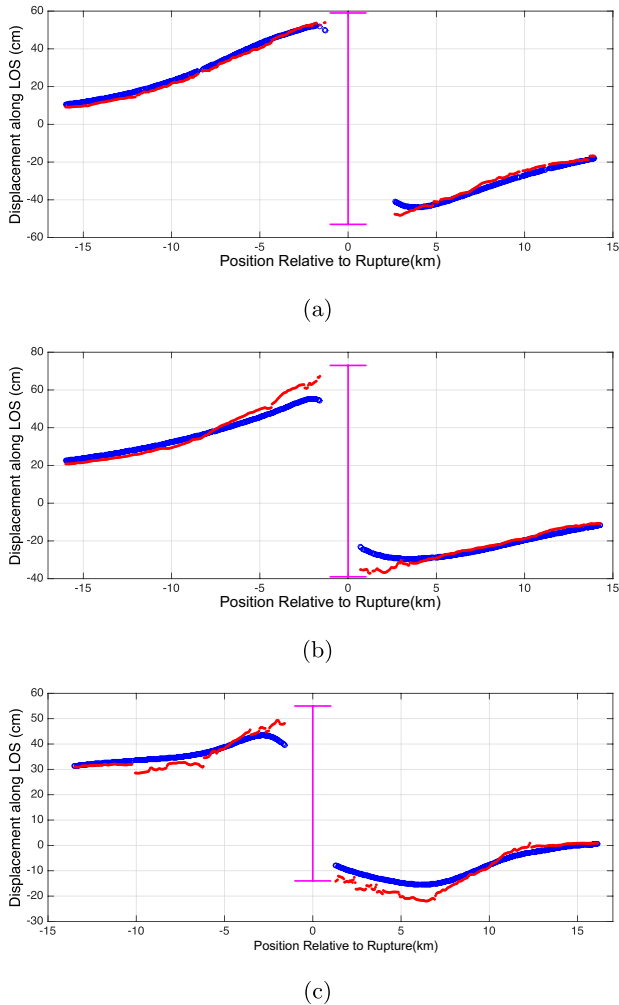 60
40
20
0
-20
-40
-60
Displacement along LOS (cm)
-15 -10 -5 0 5 10 15
Position Relative to Rupture(km)
(a)
80
60
40
20
0
-20
-40
Displacement along LOS (cm)
-15 -10 -5 0 5 10 15
Position Relative to Rupture(km)
(b)
60
50
40
30
20
10
0
-10
-20
-30
Displacement along LOS (cm)
-15 -10 -5 0 5 10 15
Position Relative to Rupture(km)
(c)